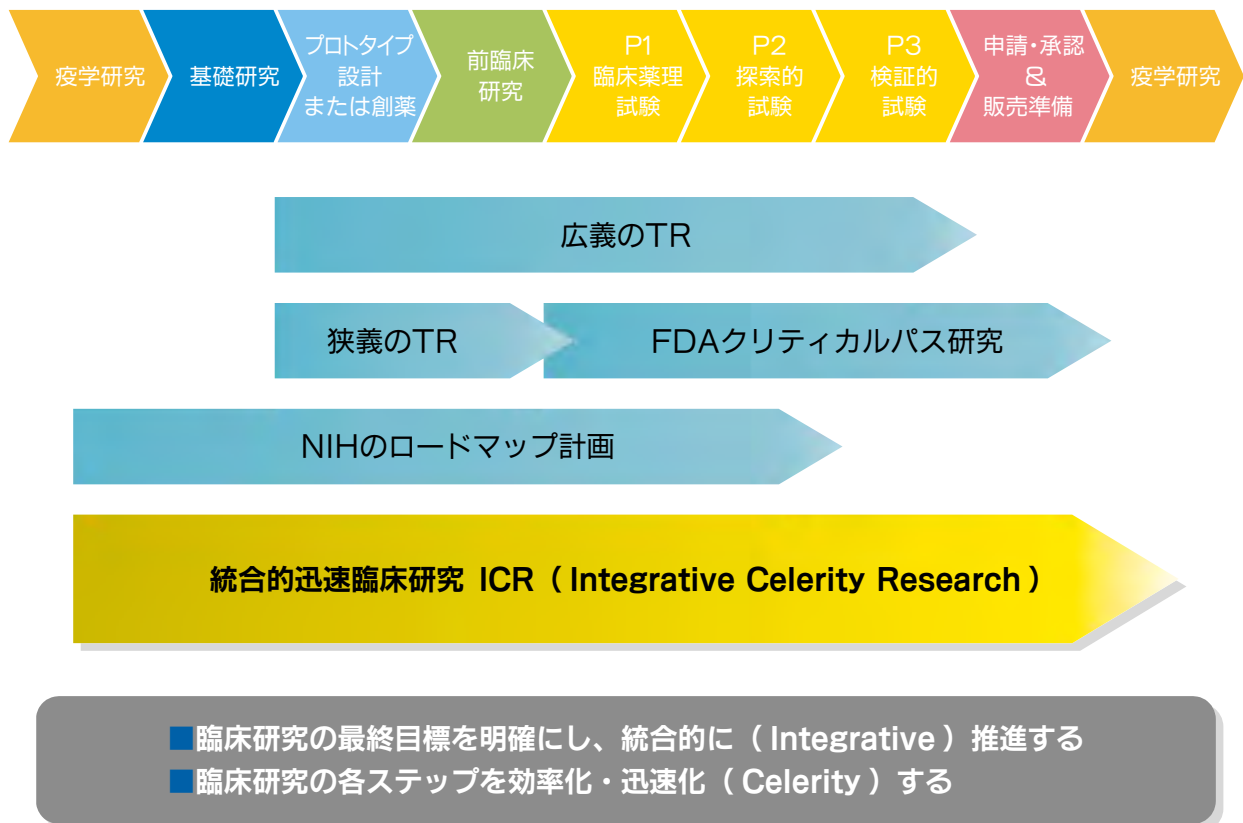 疫学研究
基礎研究
プロトタイプ
設計
または創薬
前臨床
研究
P1
臨床薬理
試験
P2
探索的
試験
P3
検証的
試験
申請・承認
&
販売準備
疫学研究
広義のTR
狭義のTR
FDAクリティカルパス研究
NIHのロードマップ計画
統合的迅速臨床研究 ICR（Integrative Celerity Research）
■臨床研究の最終目標を明確にし、統合的に（Integrative）推進する
■臨床研究の各ステップを効率化・迅速化（Celerity）する